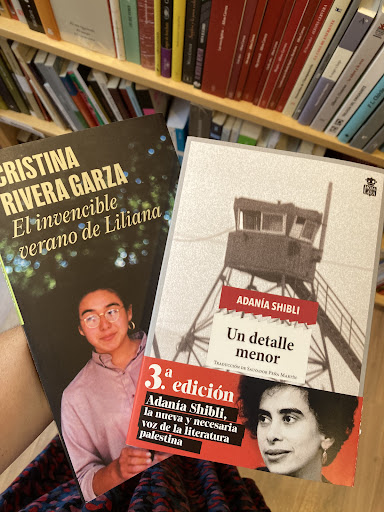 CRISTINA
RIVERA GARZA
El invencible
verano de Liliana
ADANÍA SHIBLI
Un detalle
menor
TRADUCCIÓN DE SALVADOR PEÑA MARTÍN
3.ª edición
Adanía Shibli,
la nueva y necesaria
voz de la literatura
palestina